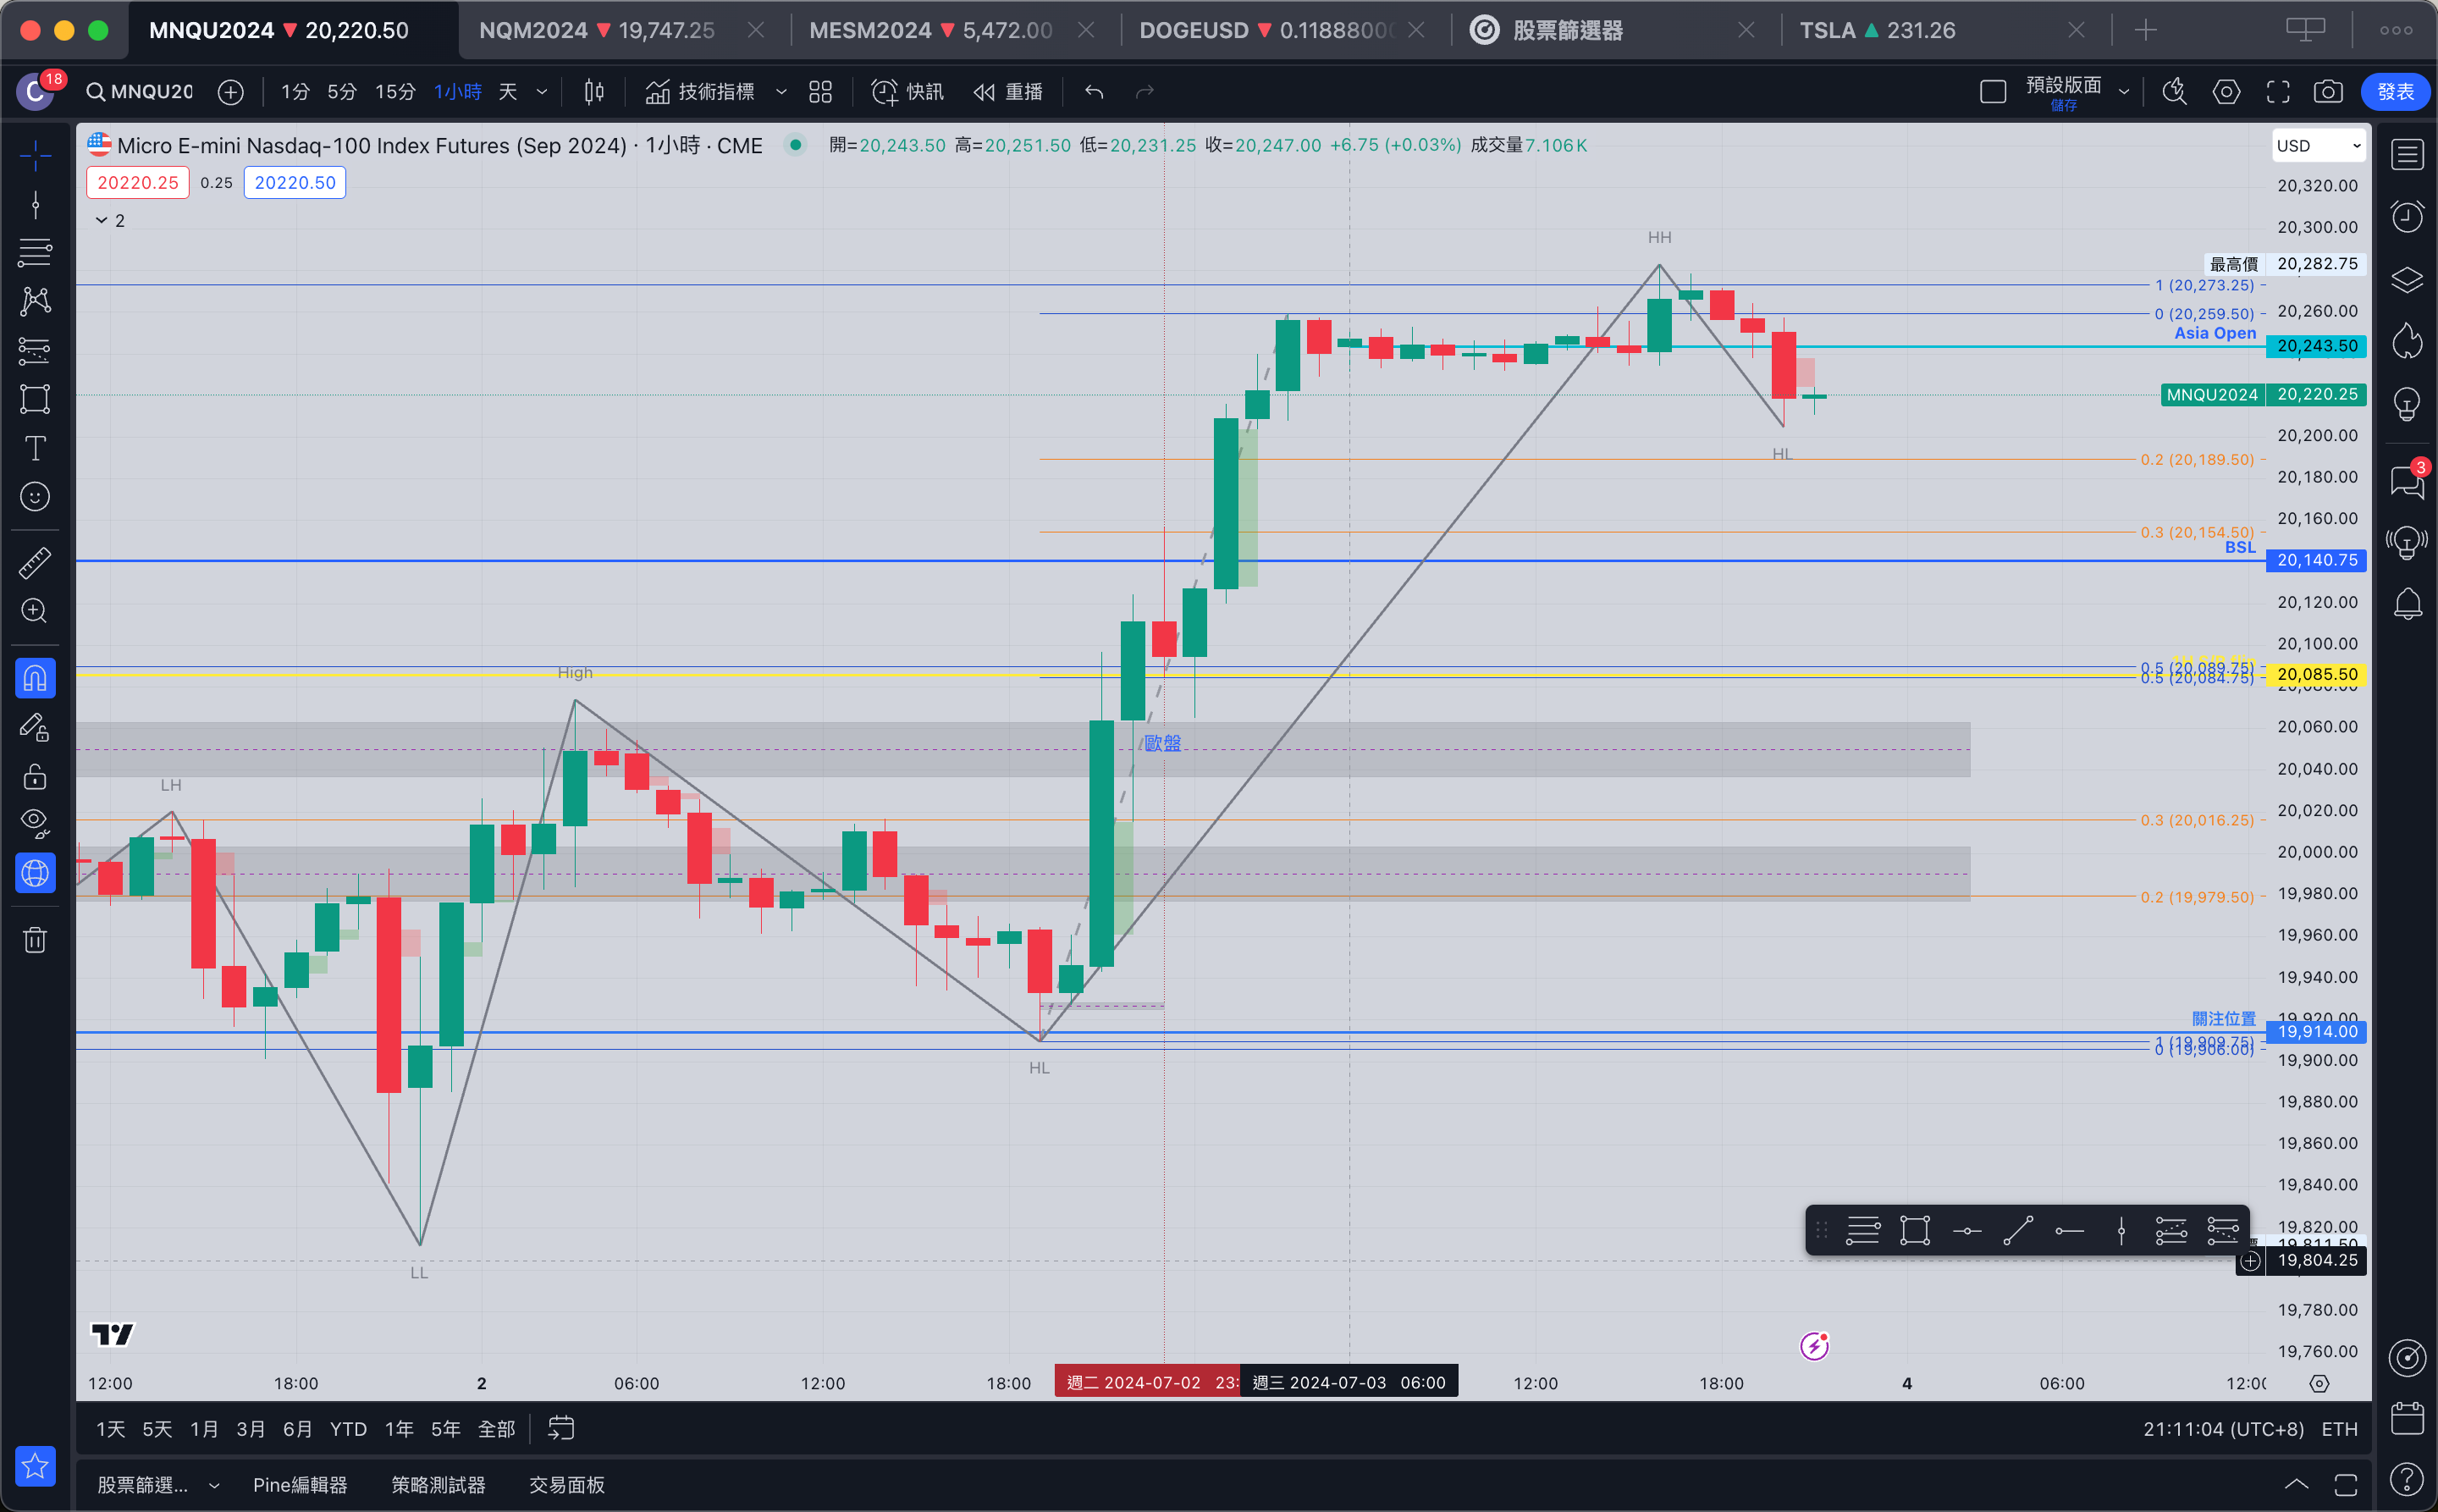 MNQU2024 ▼ 20,220.50
NQM2024 ▼ 19,747.25
MESM2024 ▼ 5,472.00
DOGEUSD ▼ 0.1188800
股票篩選器
TSLA ▲ 231.26
C 18
MNQU20
1分 5分 15分 1小時 天
技術指標
快訊
重播
預設版面
儲存
發表
Micro E-mini Nasdaq-100 Index Futures (Sep 2024) · 1小時 · CME
開=20,243.50 高=20,251.50 低=20,231.25 收=20,247.00 +6.75 (+0.03%) 成交量7.106K
USD
20220.25 0.25 20220.50
2
20,320.00
20,300.00
HH
最高價 20,282.75
1 (20,273.25)
20,260.00
0 (20,259.50)
Asia Open
20,243.50
MNQU2024 20,220.25
20,200.00
HL
0.2 (20,189.50)
20,180.00
3
20,160.00
0.3 (20,154.50)
BSL
20,140.75
20,120.00
20,100.00
0.5 (20,089.75)
High
0.5 (20,084.75)
20,085.50
20,060.00
歐盤
20,040.00
LH
20,020.00
0.3 (20,016.25)
20,000.00
19,980.00
0.2 (19,979.50)
19,960.00
19,940.00
19,920.00
關注位置
19,914.00
1 (19,909.75)
0 (19,906.00)
19,900.00
HL
19,880.00
19,860.00
19,840.00
19,820.00
19,811.50
19,804.25
LL
19,780.00
19,760.00
12:00 18:00 2 06:00 12:00 18:00 週二 2024-07-02 23: 週三 2024-07-03 06:00 12:00 18:00 4 06:00 12:0
1天 5天 1月 3月 6月 YTD 1年 5年 全部
21:11:04 (UTC+8) ETH
股票篩選... Pine編輯器 策略測試器 交易面板